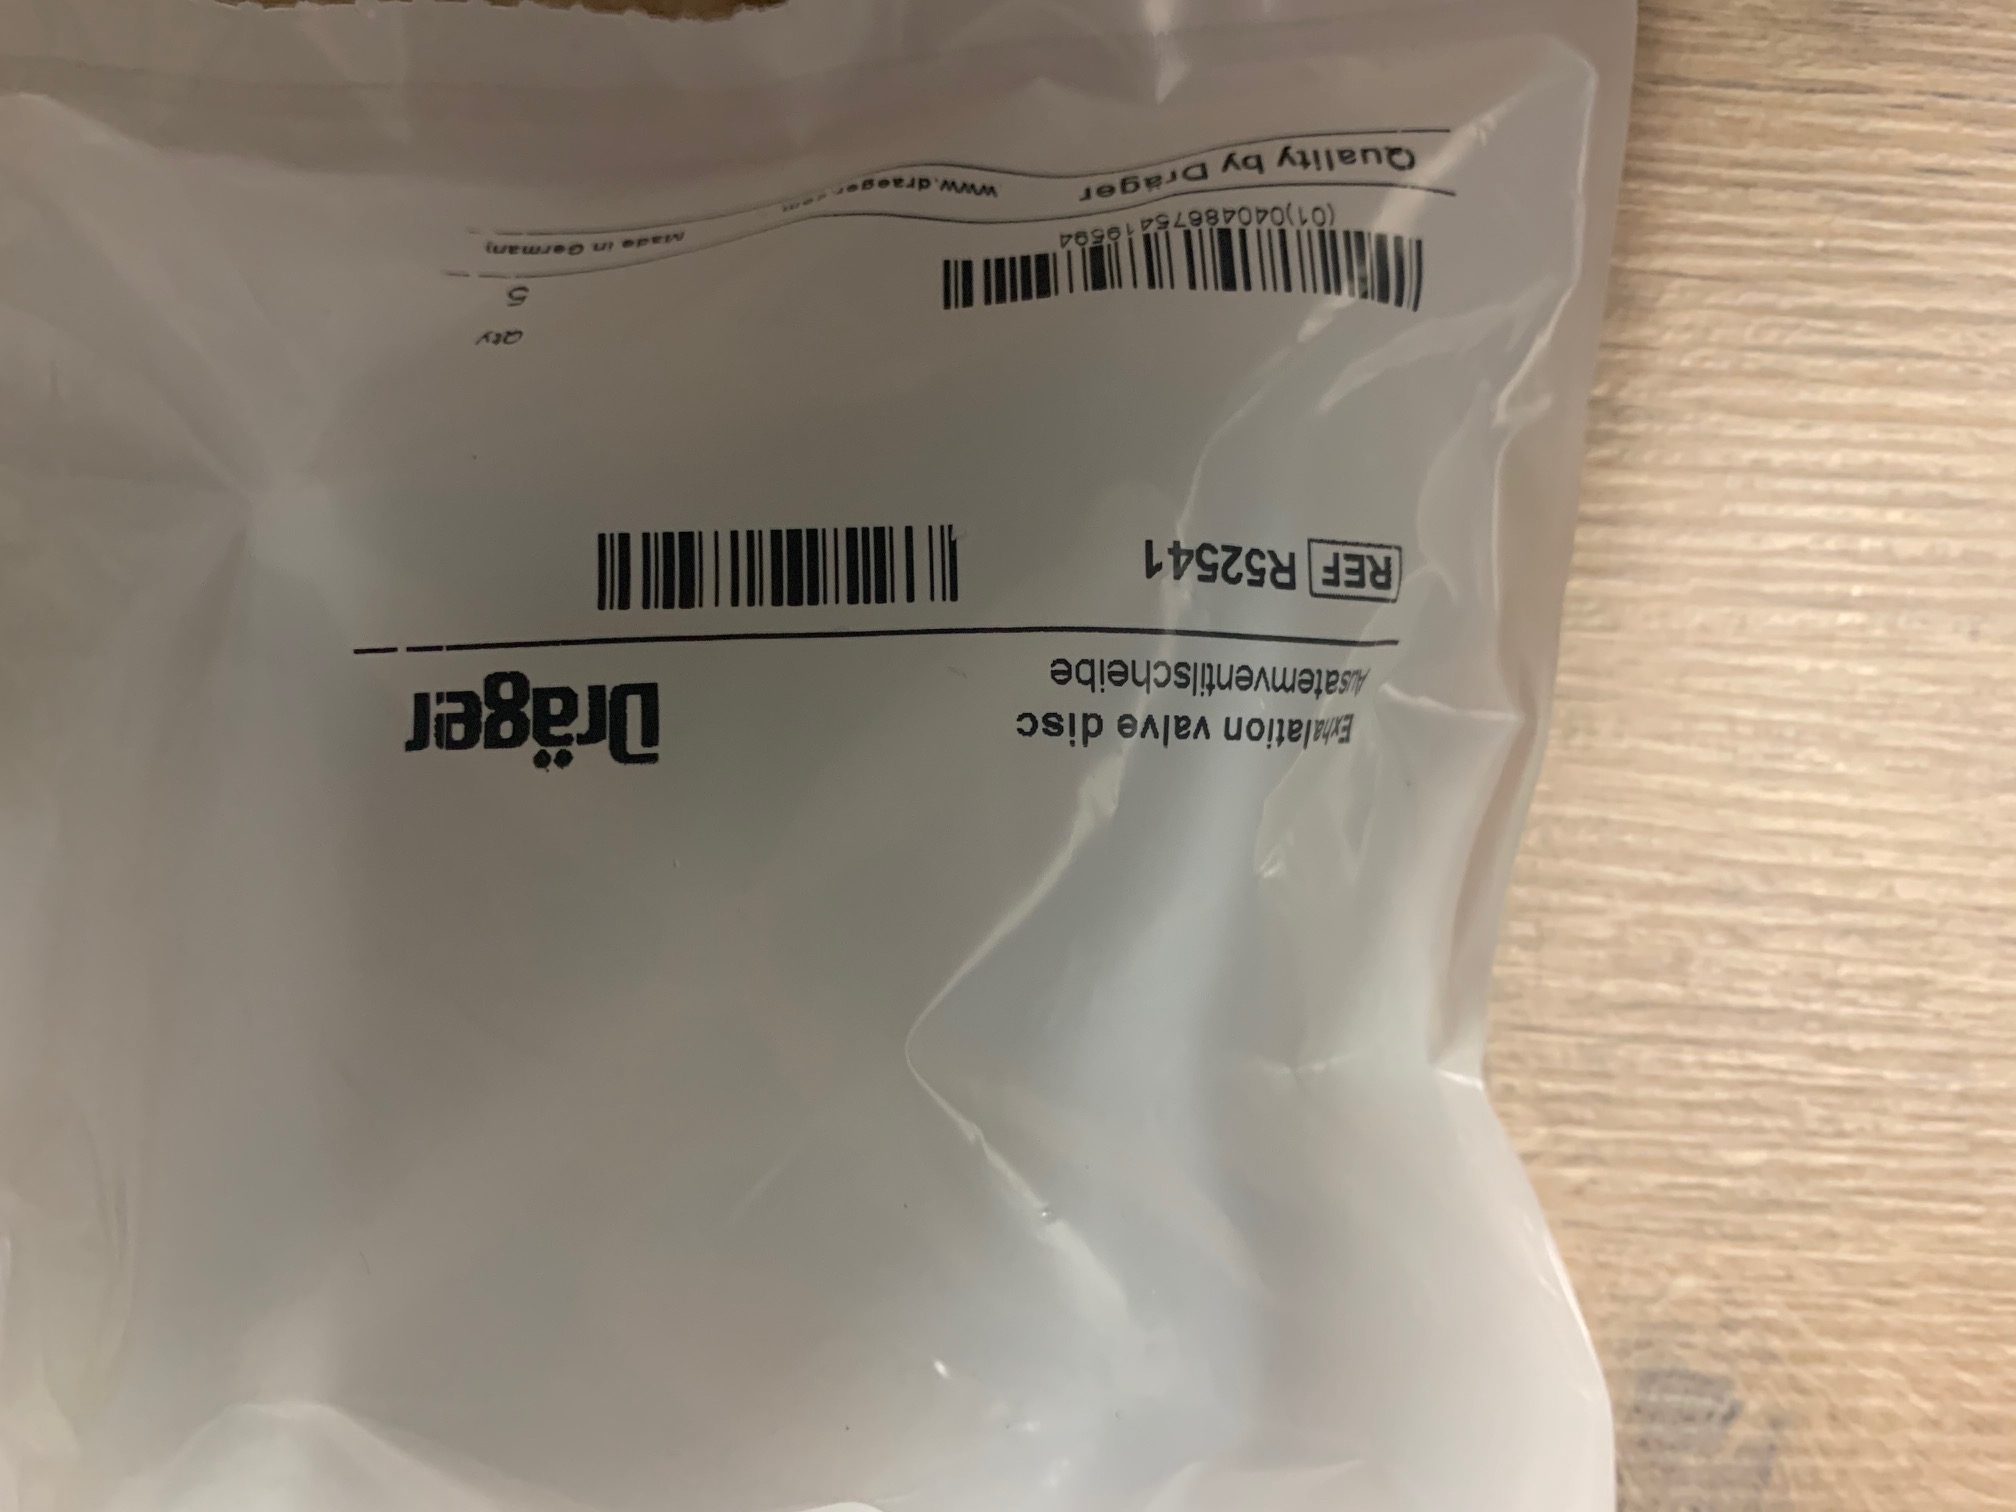 Exhalation valve disc
Ausatemventilscheibe
Dräger
REF R52541
Qty
5
(01)04048675419594
Quality by Dräger
www.draeger.com
Made in Germany